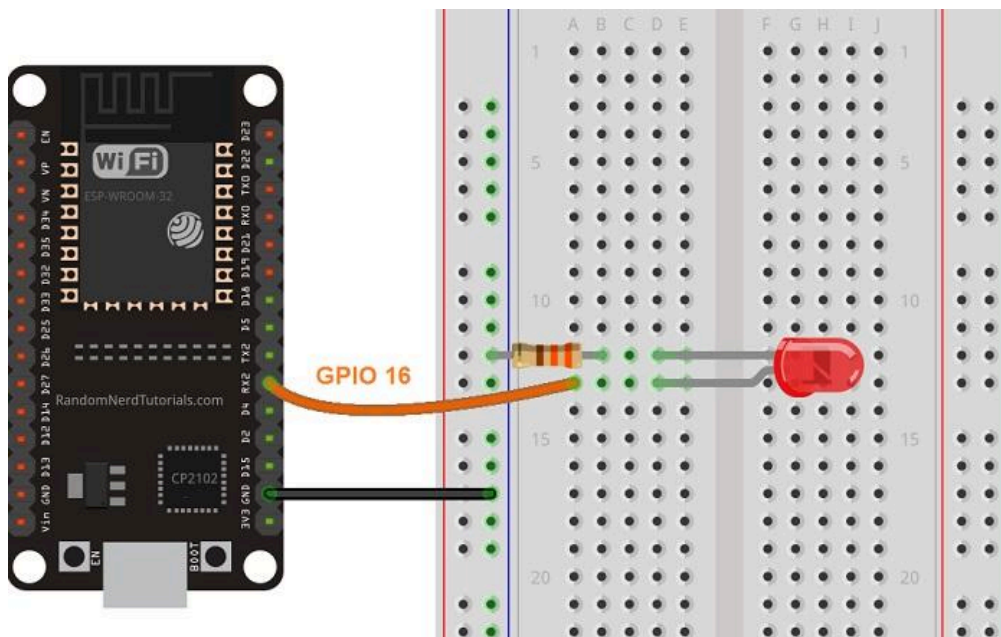 A B C D E F G H I J
1 1
5 5
10 10
15 15
20 20
WiFi
ESP-WROOM-32
EN
VP
VN
D34
D35
D32
D33
D25
D26
D27
D14
D12
D13
GND
Vin
D23
D22
TX0
RX0
D21
D19
D18
D5
TX2
RX2
D4
D2
D15
GND
3V3
GPIO 16
RandomNerdTutorials.com
CP2102
EN
BOOT